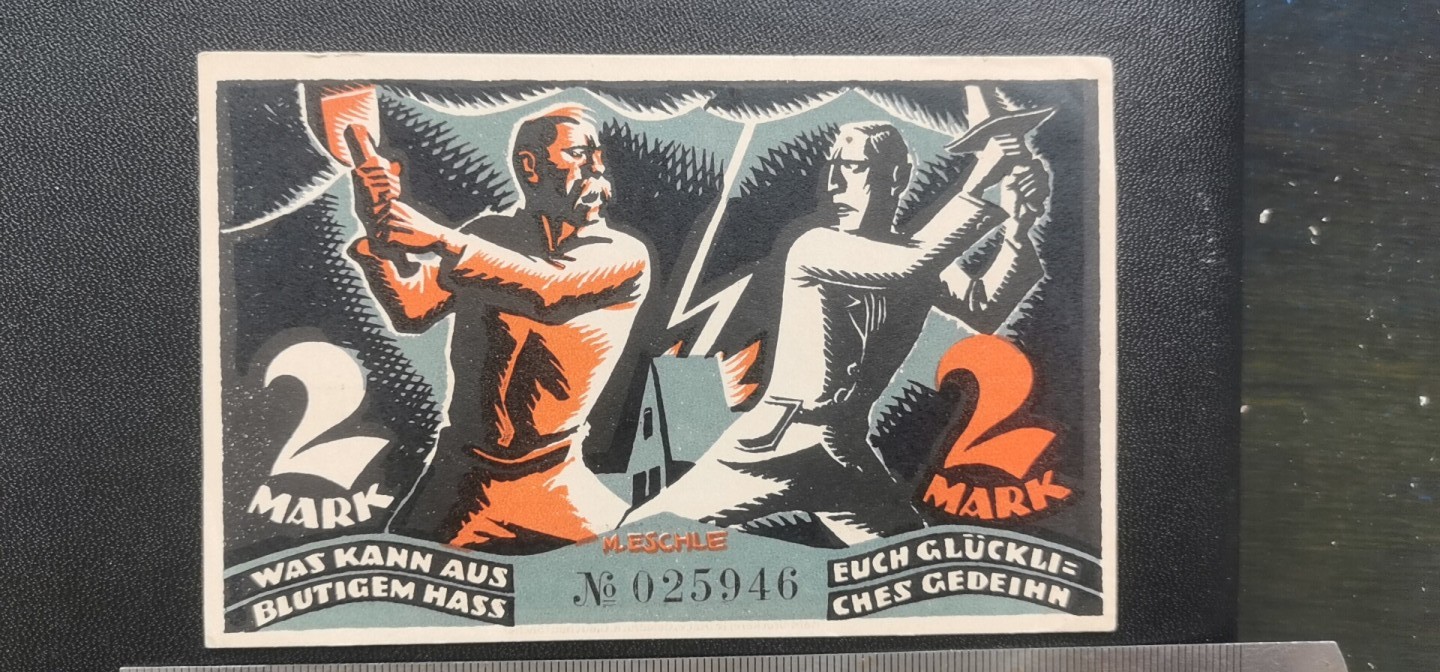 2
MARK
2
MARK
M. ESCHLE
WAS KANN AUS
BLUTIGEM HASS
№ 025946
EUCH GLÜCKLI=
CHES GEDEIHN